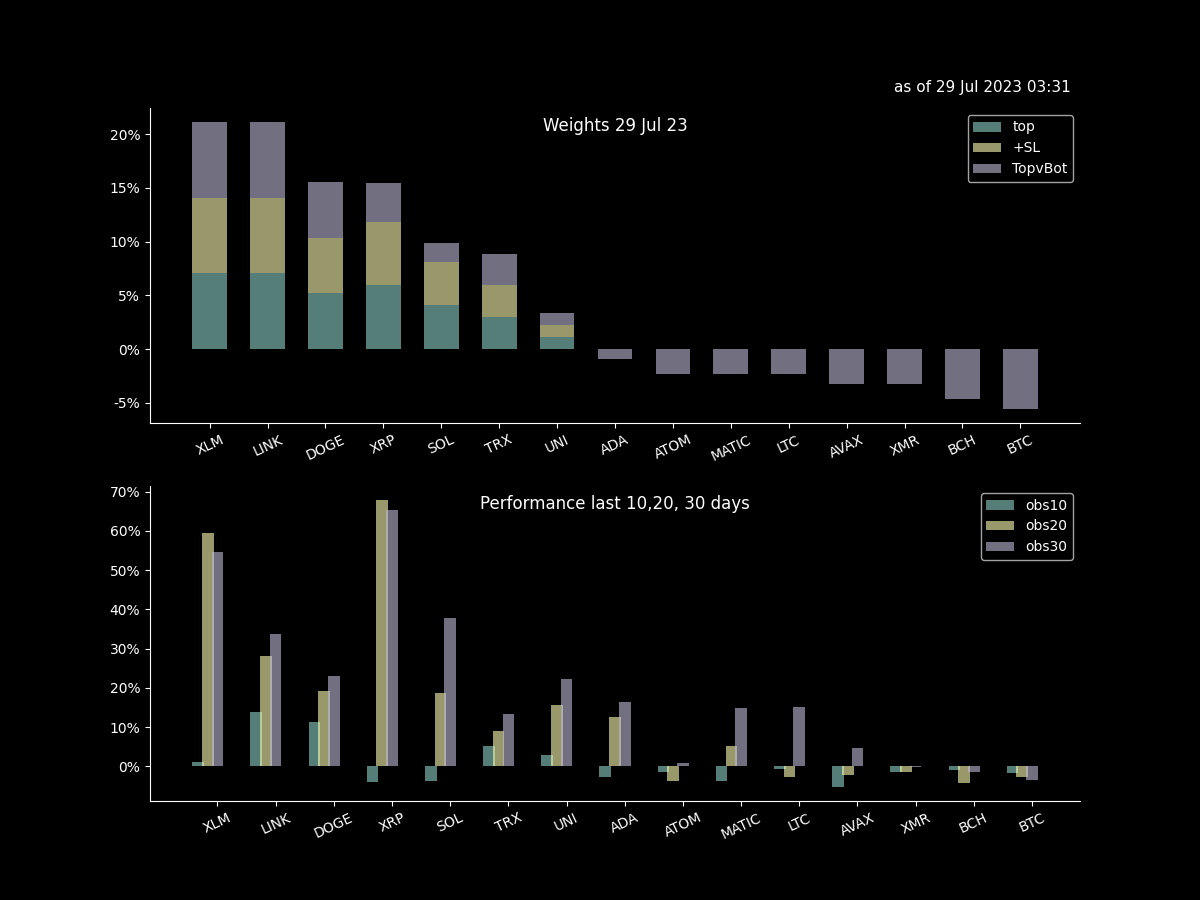 as of 29 Jul 2023 03:31
Weights 29 Jul 23
top
+SL
TopvBot
20%
15%
10%
5%
0%
-5%
XLM LINK DOGE XRP SOL TRX UNI ADA ATOM MATIC LTC AVAX XMR BCH BTC
Performance last 10,20, 30 days
obs10
obs20
obs30
70%
60%
50%
40%
30%
20%
10%
0%
XLM LINK DOGE XRP SOL TRX UNI ADA ATOM MATIC LTC AVAX XMR BCH BTC